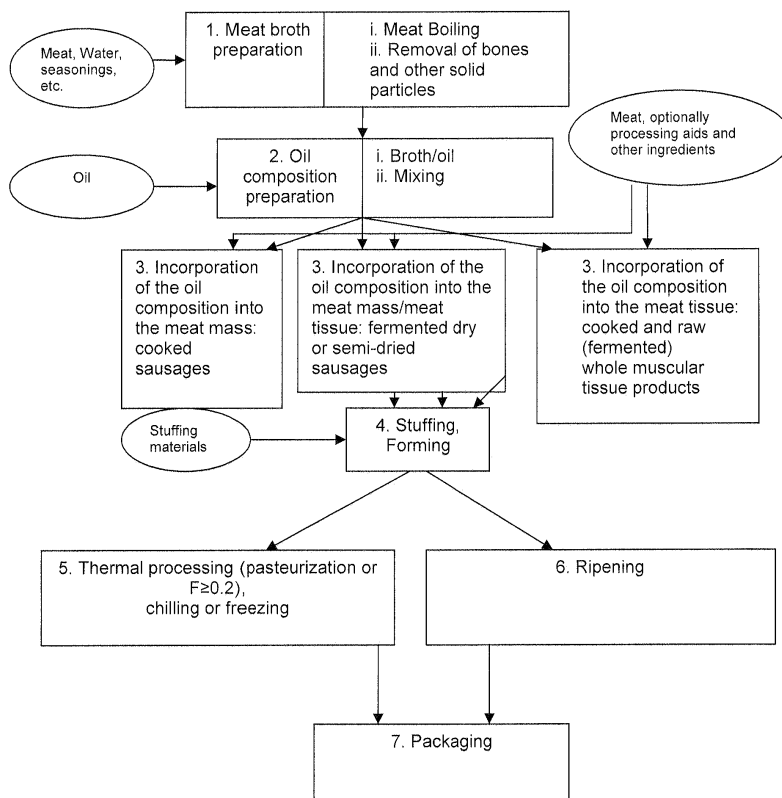 Meat, Water,
seasonings,
etc.
1. Meat broth
preparation
i. Meat Boiling
ii. Removal of bones
and other solid
particles
Meat, optionally
processing aids and
other ingredients
Oil
2. Oil
composition
preparation
i. Broth/oil
ii. Mixing
3. Incorporation
of the oil
composition into
the meat mass:
cooked
sausages
3. Incorporation of the
oil composition into the
meat mass/meat
tissue: fermented dry
or semi-dried
sausages
3. Incorporation of
the oil composition
into the meat tissue:
cooked and raw
(fermented)
whole muscular
tissue products
Stuffing
materials
4. Stuffing,
Forming
5. Thermal processing (pasteurization or
F≥0.2),
chilling or freezing
6. Ripening
7. Packaging